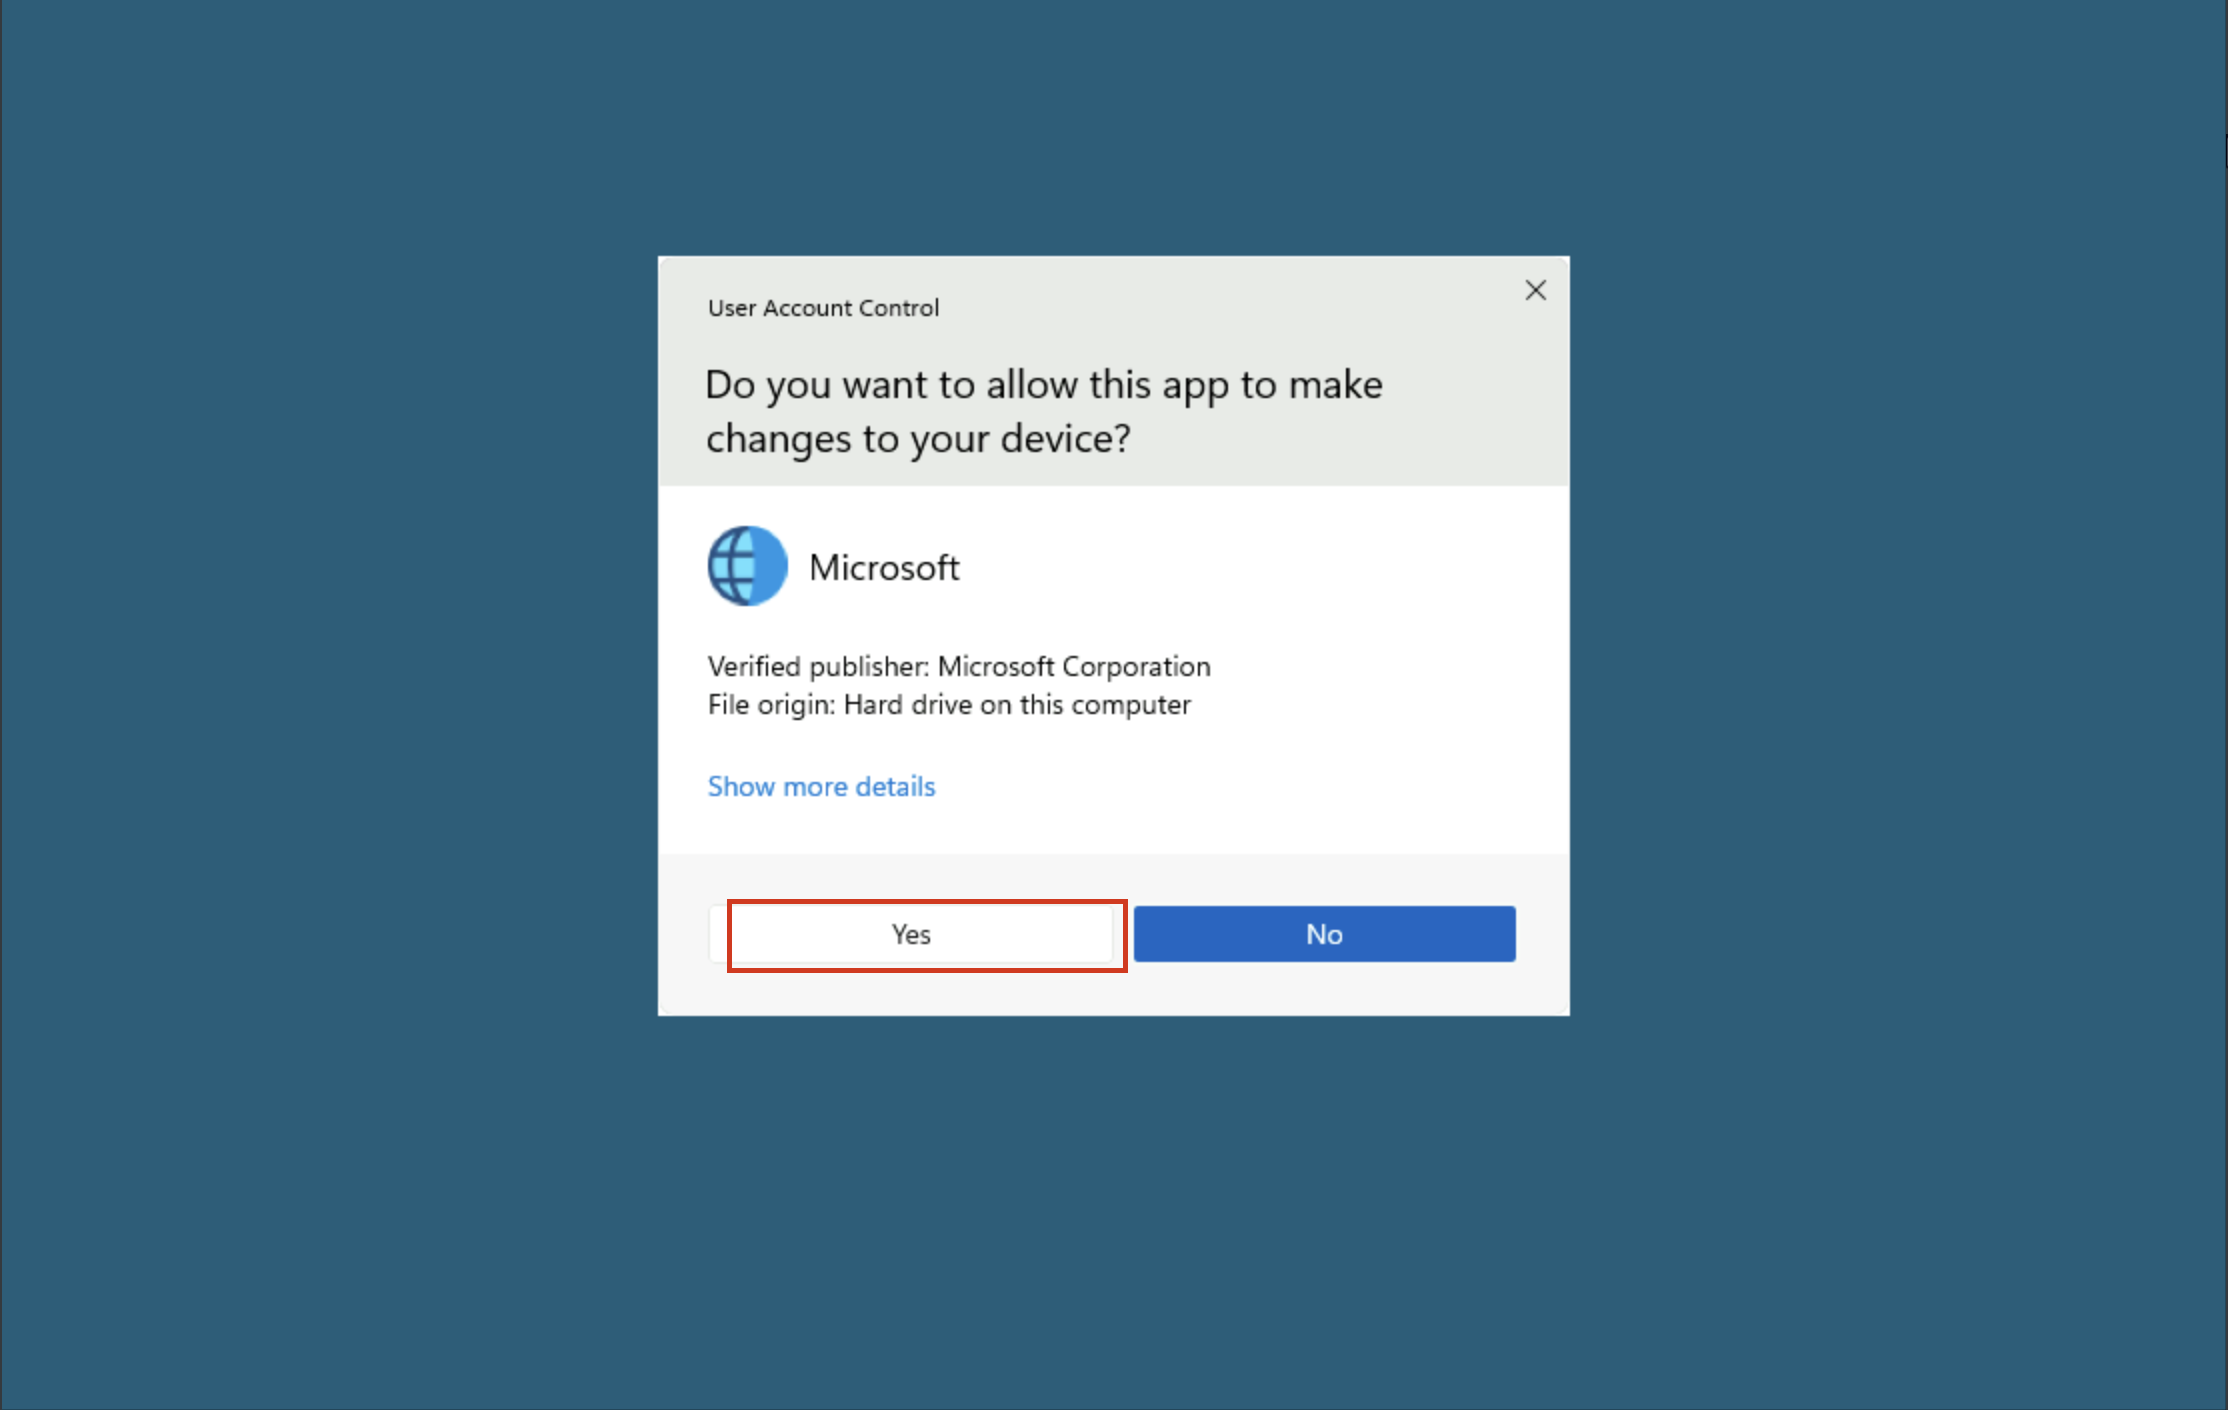 User Account Control
Do you want to allow this app to make
changes to your device?
Microsoft
Verified publisher: Microsoft Corporation
File origin: Hard drive on this computer
Show more details
Yes
No